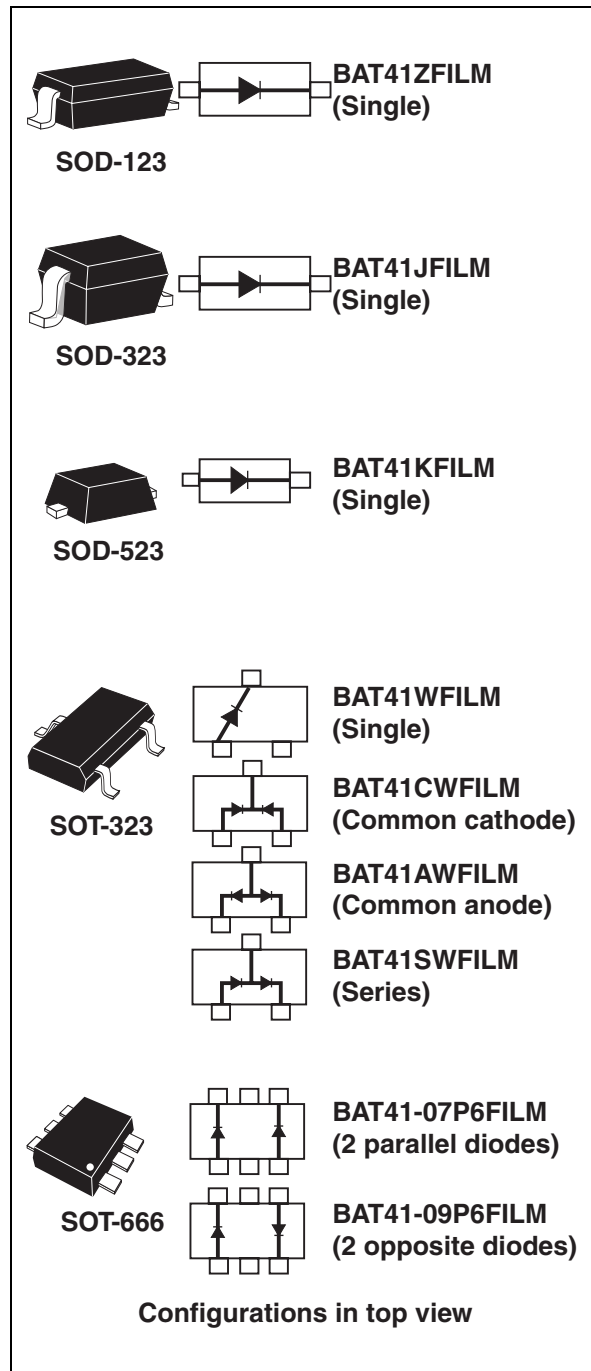 BAT41ZFILM
(Single)
SOD-123
BAT41JFILM
(Single)
SOD-323
BAT41KFILM
(Single)
SOD-523
BAT41WFILM
(Single)
SOT-323
BAT41CWFILM
(Common cathode)
BAT41AWFILM
(Common anode)
BAT41SWFILM
(Series)
BAT41-07P6FILM
(2 parallel diodes)
SOT-666
BAT41-09P6FILM
(2 opposite diodes)
Configurations in top view